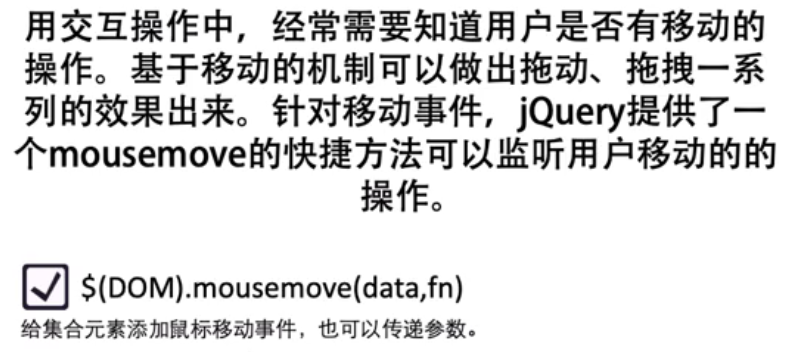 用交互操作中，经常需要知道用户是否有移动的
操作。基于移动的机制可以做出拖动、拖拽一系
列的效果出来。针对移动事件，jQuery提供了一
个mousemove的快捷方法可以监听用户移动的的
操作。
$(DOM).mousemove(data,fn)
给集合元素添加鼠标移动事件，也可以传递参数。